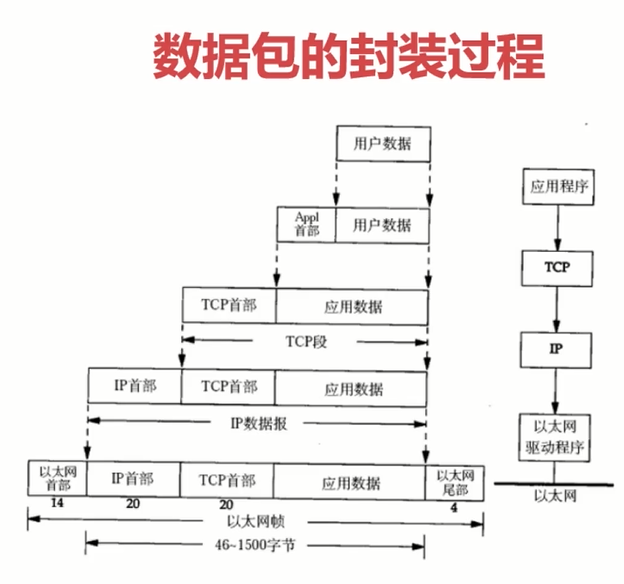 数据包的封装过程
用户数据
Appl
首部
用户数据
TCP首部
应用数据
TCP段
IP首部
TCP首部
应用数据
IP数据报
以太网
首部
IP首部
TCP首部
应用数据
以太网
尾部
14
20
20
4
以太网帧
46~1500字节
应用程序
TCP
IP
以太网
驱动程序
以太网